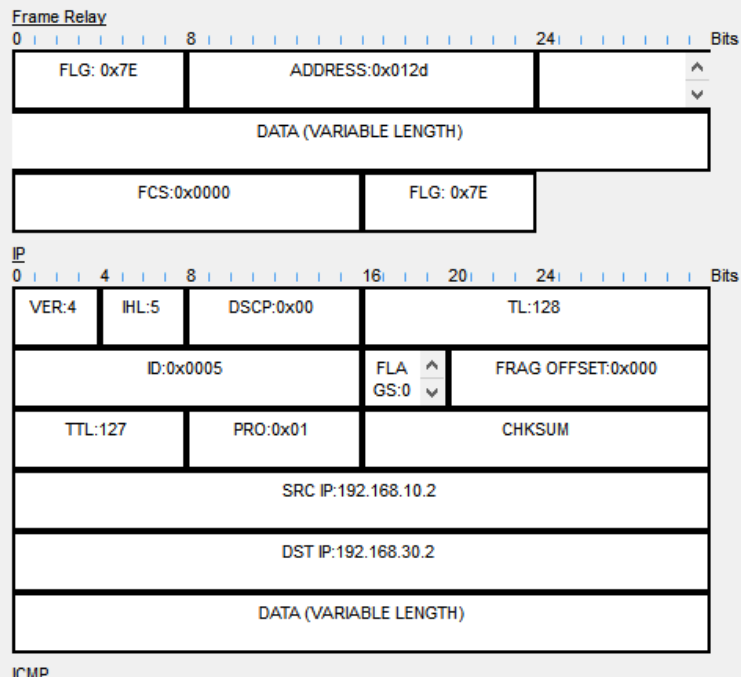 Frame Relay
0 8 24 Bits
FLG: 0x7E ADDRESS:0x012d
DATA (VARIABLE LENGTH)
FCS:0x0000 FLG: 0x7E
IP
0 4 8 16 20 24 Bits
VER:4 IHL:5 DSCP:0x00 TL:128
ID:0x0005 FLA GS:0 FRAG OFFSET:0x000
TTL:127 PRO:0x01 CHKSUM
SRC IP:192.168.10.2
DST IP:192.168.30.2
DATA (VARIABLE LENGTH)
ICMP